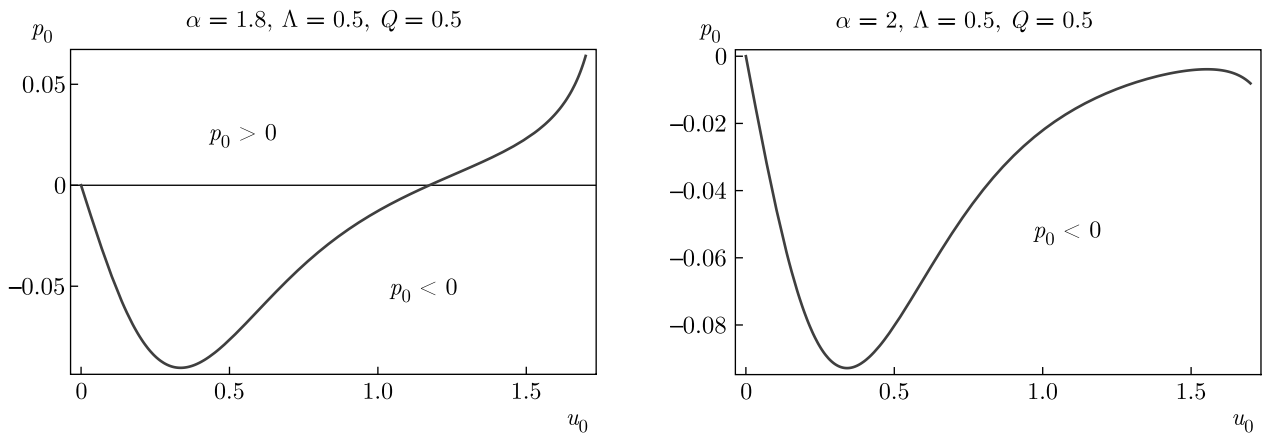 α = 1.8, Λ = 0.5, Q = 0.5
p₀
0.05
0
−0.05
p₀ > 0
p₀ < 0
0 0.5 1.0 1.5
u₀
α = 2, Λ = 0.5, Q = 0.5
p₀
0
−0.02
−0.04
−0.06
−0.08
p₀ < 0
0 0.5 1.0 1.5
u₀